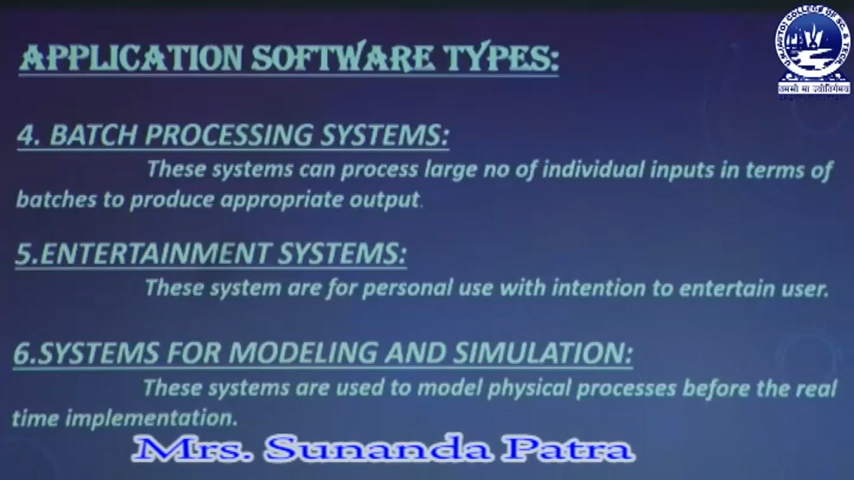 APPLICATION SOFTWARE TYPES:
4. BATCH PROCESSING SYSTEMS:
These systems can process large no of individual inputs in terms of
batches to produce appropriate output.
5.ENTERTAINMENT SYSTEMS:
These system are for personal use with intention to entertain user.
6.SYSTEMS FOR MODELING AND SIMULATION:
These systems are used to model physical processes before the real
time implementation.
Mrs. Sunanda Patra
तमसो मा ज्योतिर्गमय